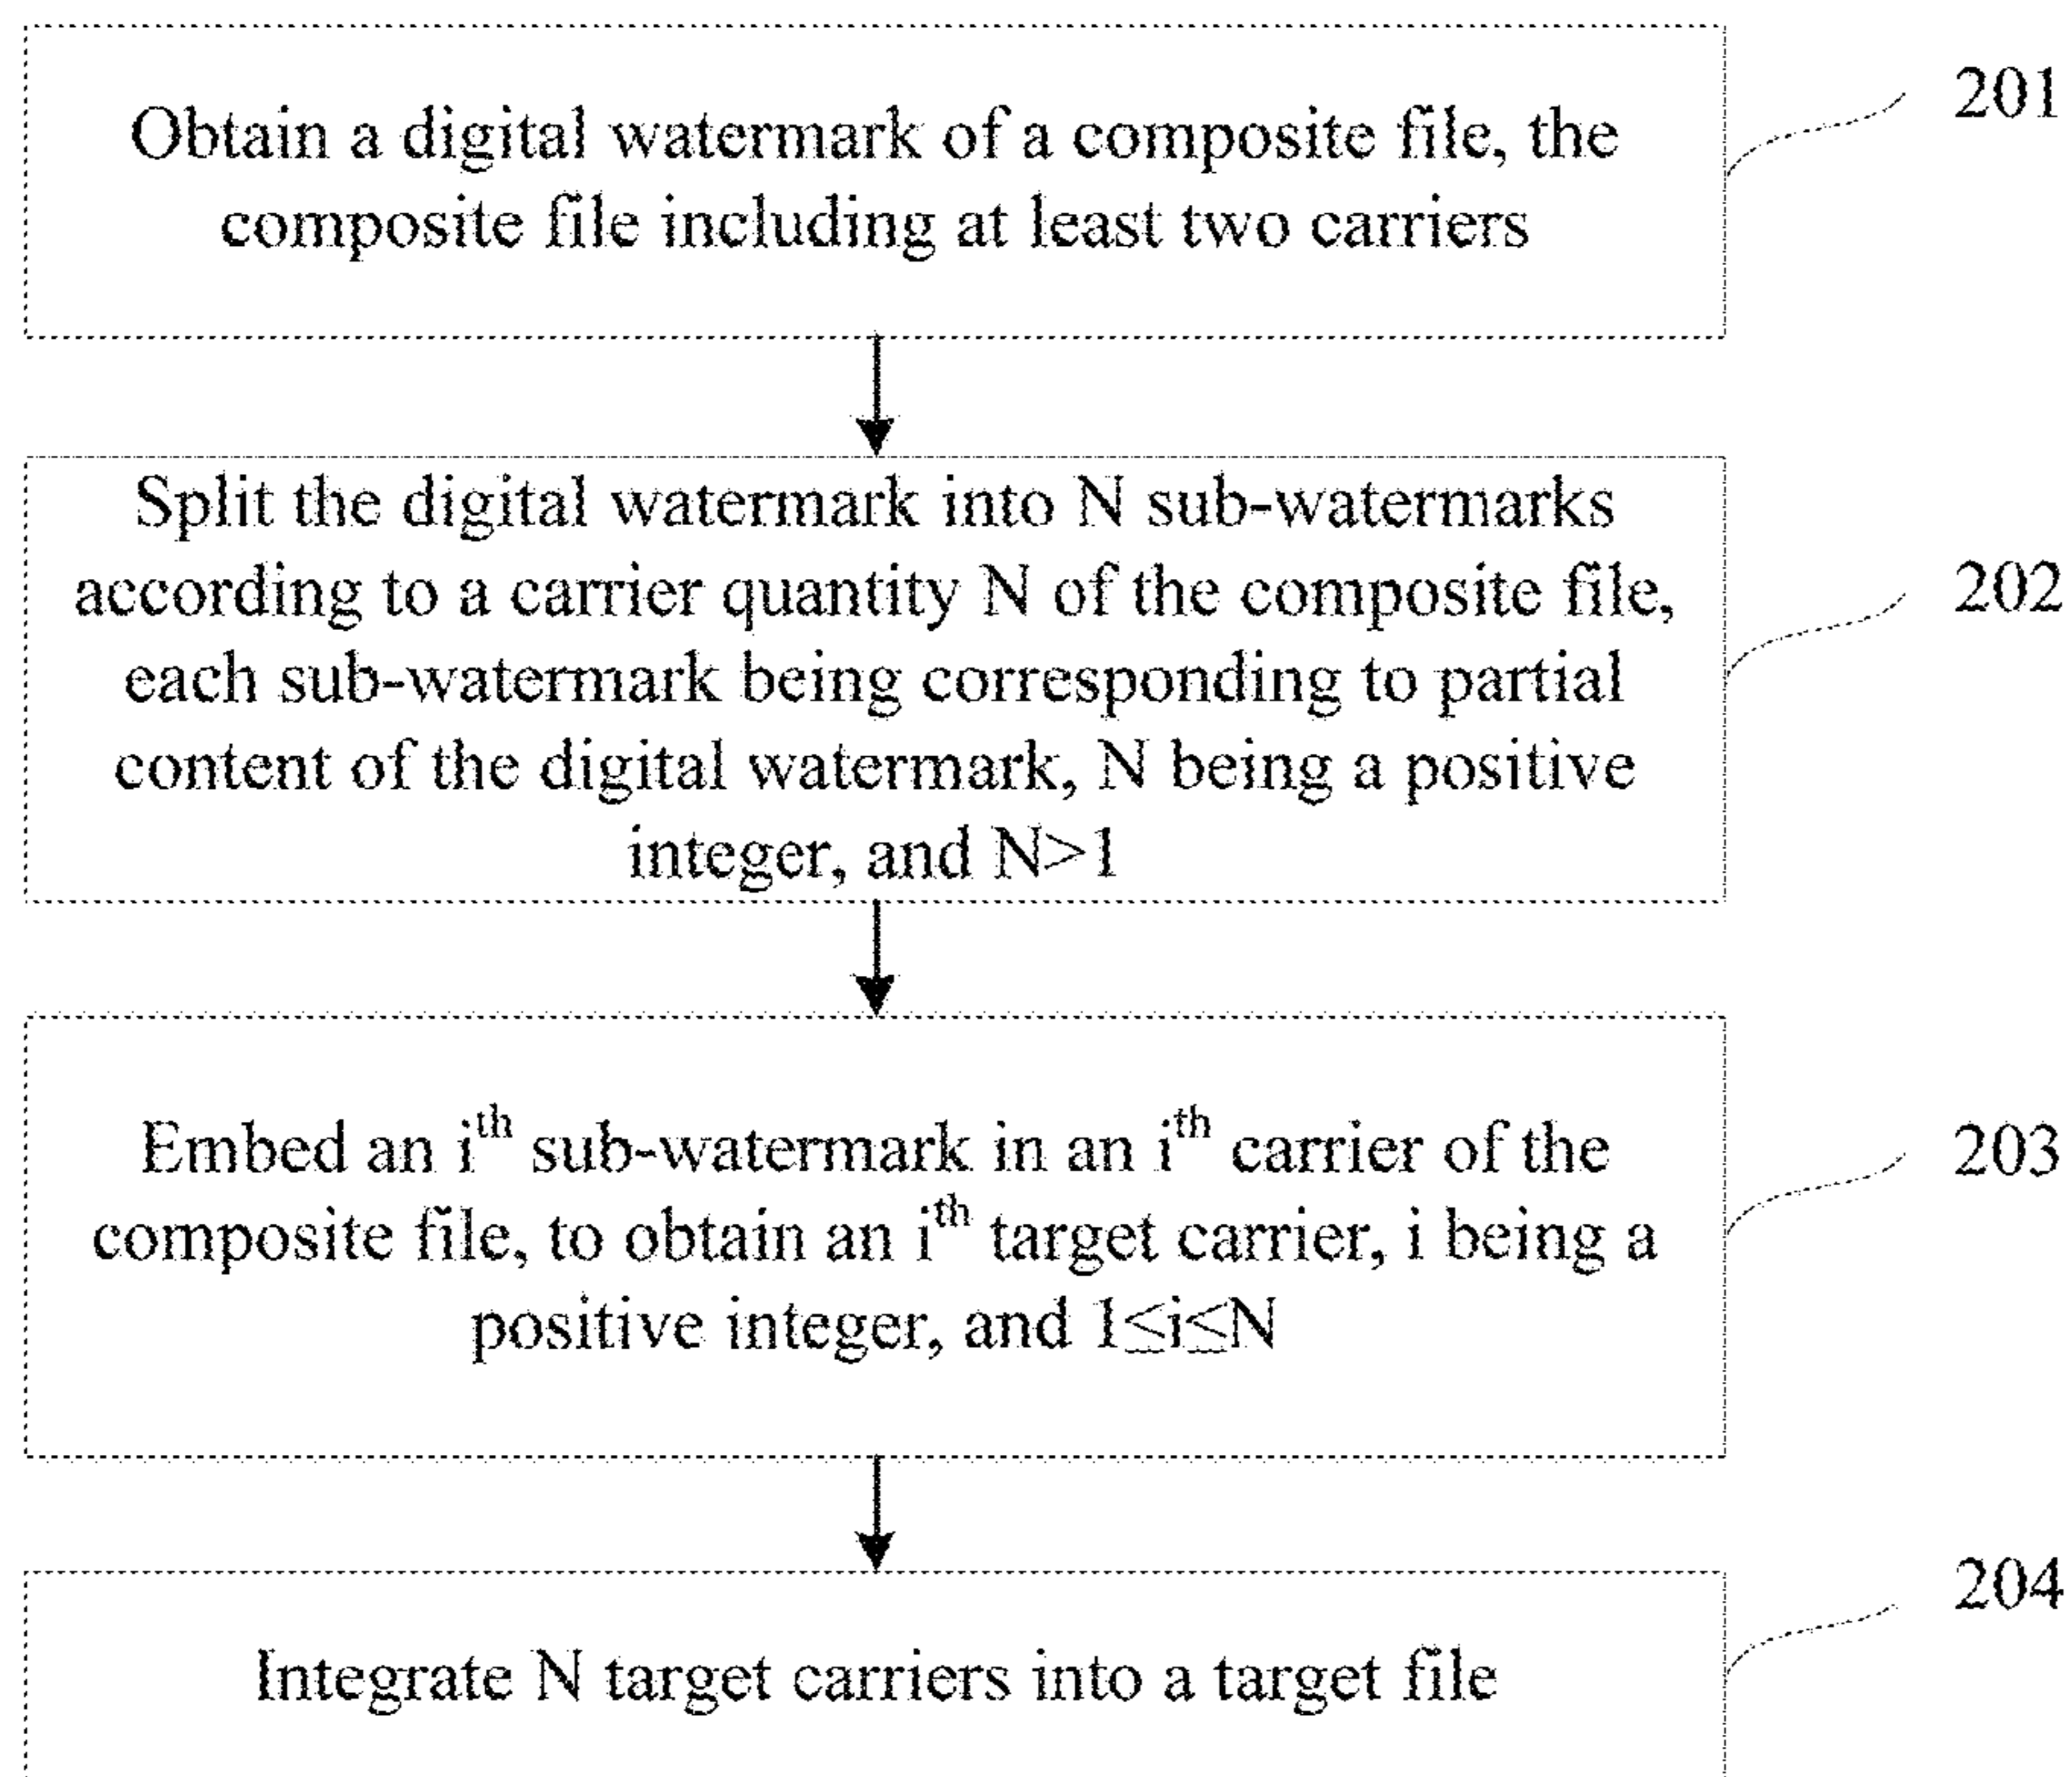 Obtain a digital watermark of a composite file, the
composite file including at least two carriers
201
Split the digital watermark into N sub-watermarks
according to a carrier quantity N of the composite file,
each sub-watermark being corresponding to partial
content of the digital watermark, N being a positive
integer, and N>1
202
Embed an i^th sub-watermark in an i^th carrier of the
composite file, to obtain an i^th target carrier, i being a
positive integer, and 1≤i≤N
203
Integrate N target carriers into a target file
204